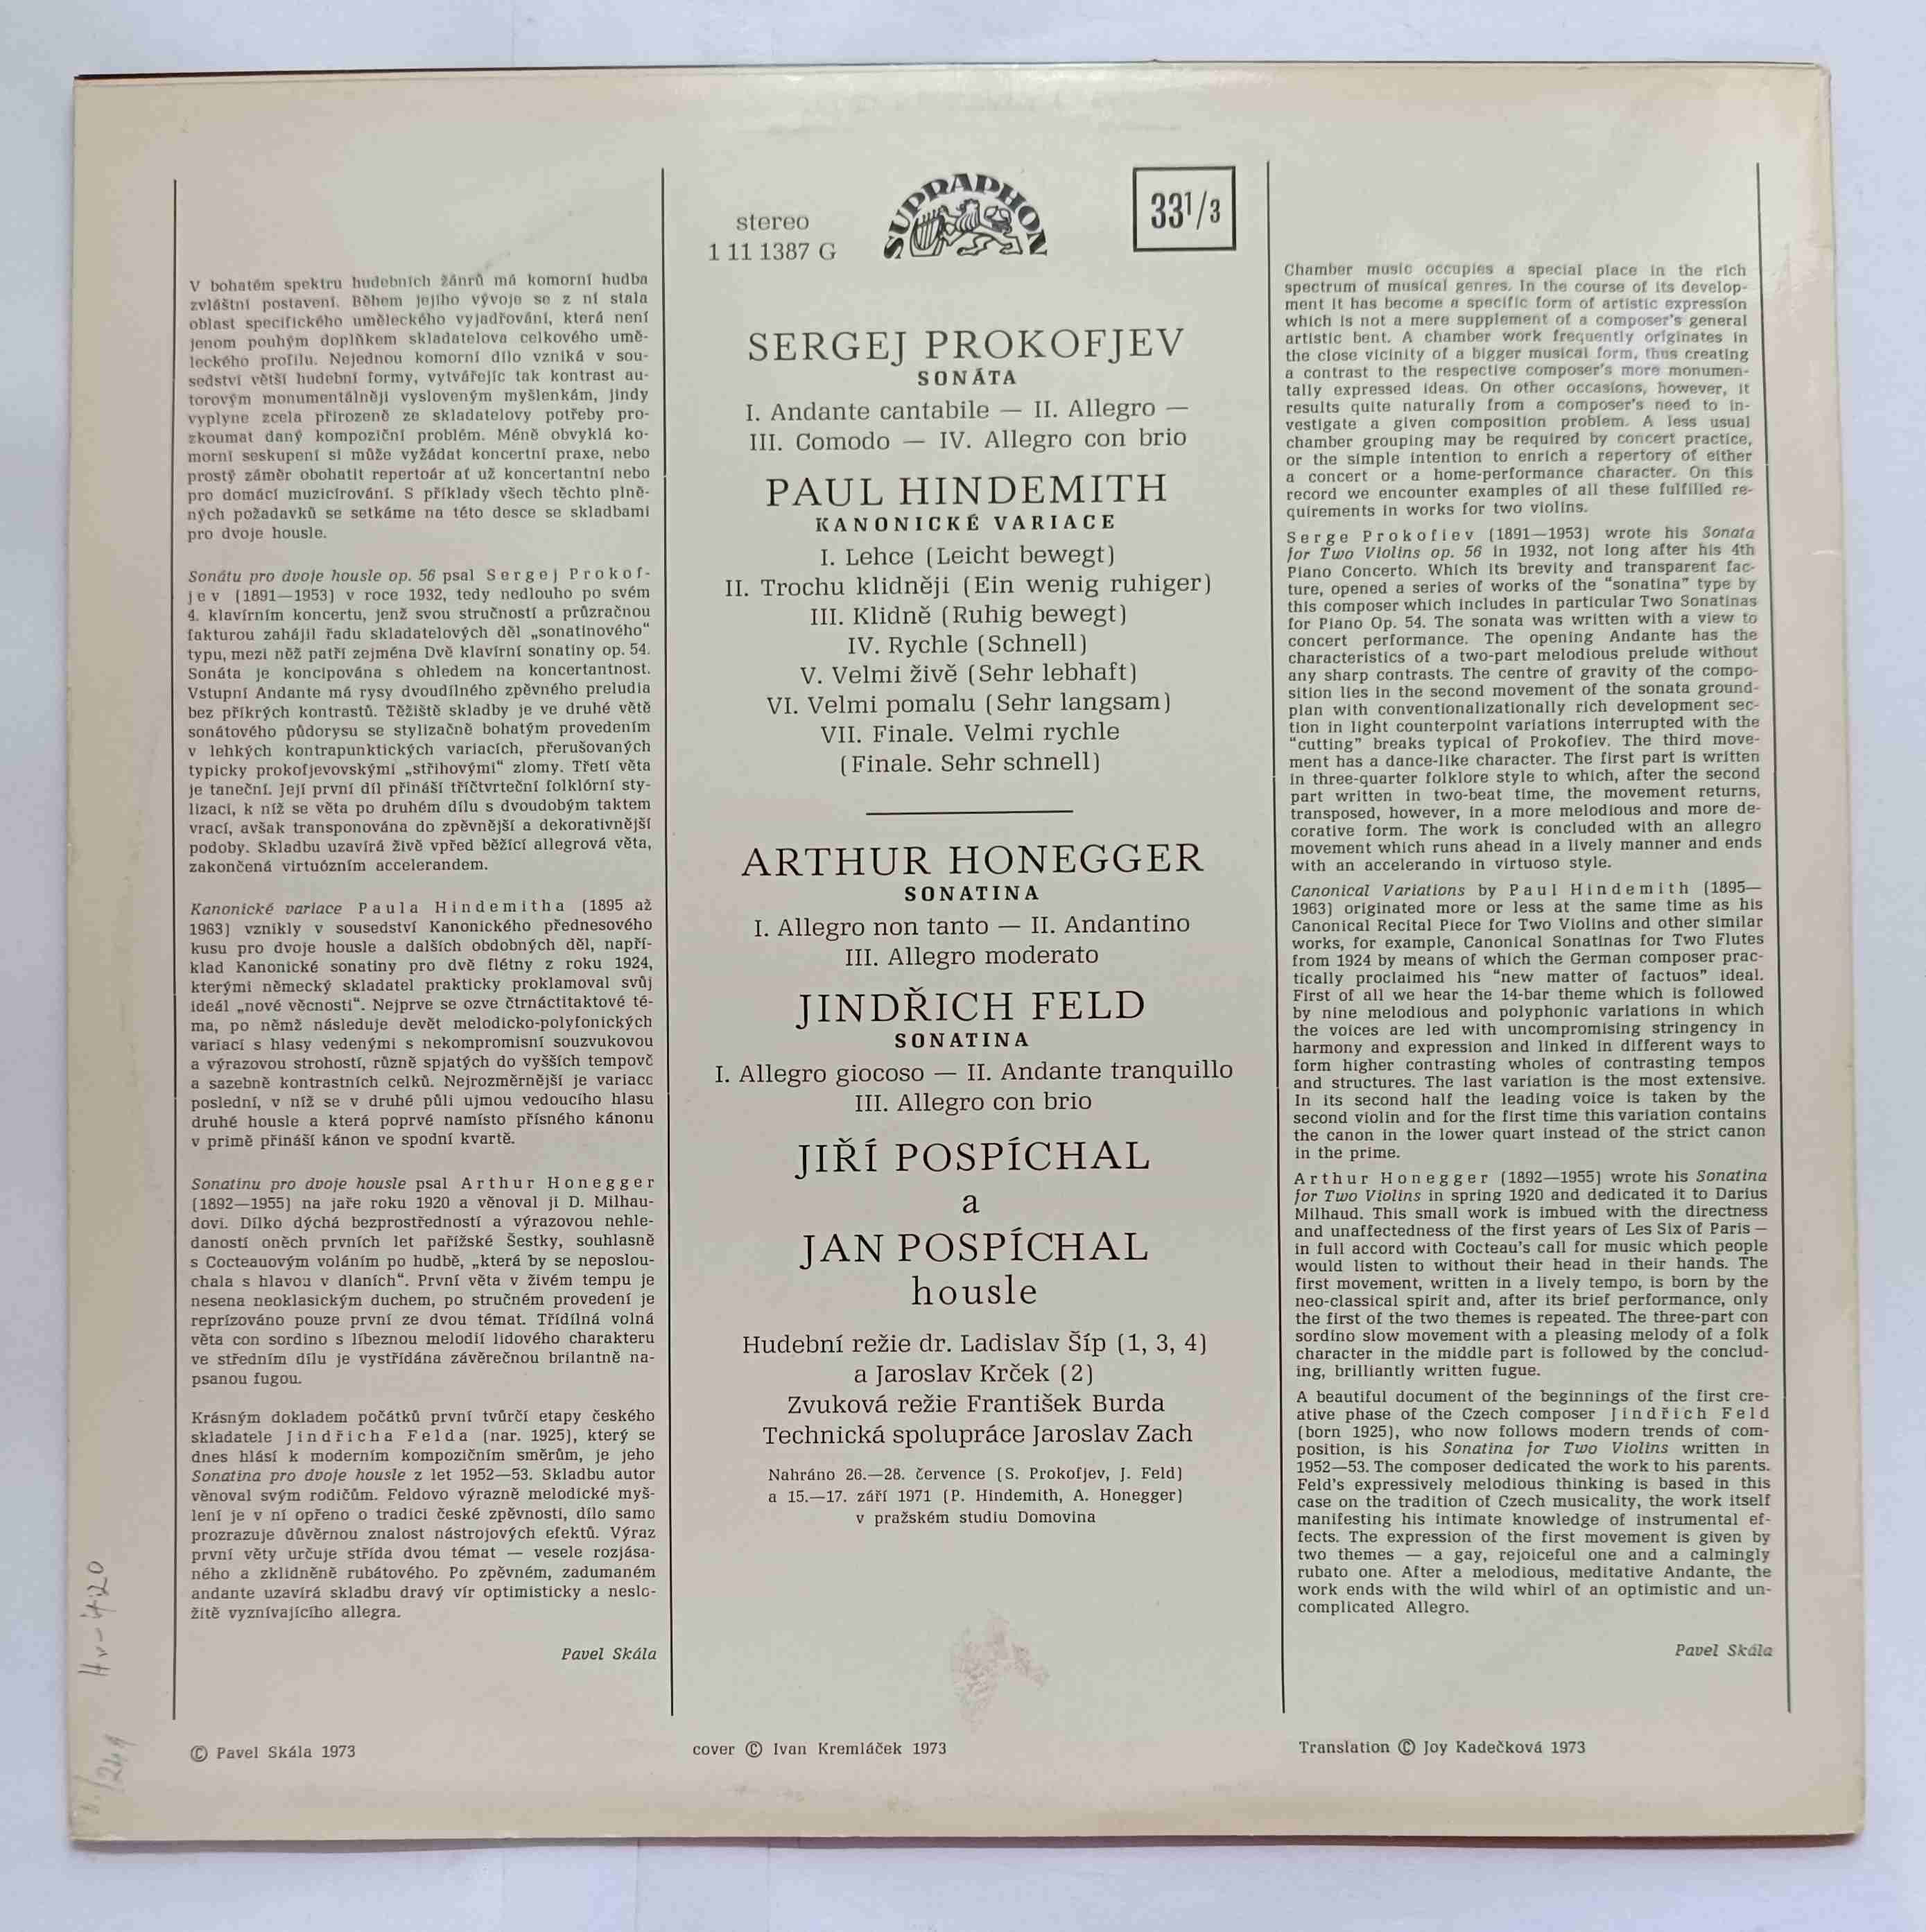 V bohatém spektru hudebních žánrů má komorní hudba
zvláštní postavení. Během jejího vývoje se z ní stala
oblast specifického uměleckého vyjadřování, která není
jenom pouhým doplňkem skladatelova celkového umě-
leckého profilu. Nejednou komorní dílo vzniká v sou-
sedství větší hudební formy, vytvářejíc tak kontrast au-
torovým monumentálněji vysloveným myšlenkám, jindy
vyplyne zcela přirozeně ze skladatelovy potřeby pro-
zkoumat daný kompoziční problém. Méně obvyklá ko-
morní seskupení si může vyžádat koncertní praxe, nebo
prostý záměr obohatit repertoár ať už koncertantní nebo
pro domácí muzicírování. S příklady všech těchto plně-
ných požadavků se setkáme na této desce se skladbami
pro dvoje housle.
Sonátu pro dvoje housle op. 56 psal Sergej Prokof-
jev (1891—1953) v roce 1932, tedy nedlouho po svém
4. klavírním koncertu, jenž svou stručností a průzračnou
fakturou zahájil řadu skladatelových děl „sonatinového“
typu, mezi něž patří zejména Dvě klavírní sonatiny op. 54.
Sonáta je koncipována s ohledem na koncertantnost.
Vstupní Andante má rysy dvoudílného zpěvného preludia
bez příkrých kontrastů. Těžiště skladby je ve druhé větě
sonátového půdorysu se stylizačně bohatým provedením
v lehkých kontrapunktických variacích, přerušovaných
typicky prokofjevovskými „střihovými“ zlomy. Třetí věta
je taneční. Její první díl přináší tříčtvrteční folklórní sty-
lizaci, k níž se věta po druhém dílu s dvoudobým taktem
vrací, avšak transponována do zpěvnější a dekorativnější
podoby. Skladbu uzavírá živě vpřed běžící allegrová věta,
zakončená virtuózním accelerandem.
Kanonické variace Paula Hindemitha (1895 až
1963) vznikly v sousedství Kanonického přednesového
kusu pro dvoje housle a dalších obdobných děl, napří-
klad Kanonické sonatiny pro dvě flétny z roku 1924,
kterými německý skladatel prakticky proklamoval svůj
ideál „nové věcnosti“. Nejprve se ozve čtrnáctitaktové té-
ma, po němž následuje devět melodicko-polyfonických
variací s hlasy vedenými s nekompromisní souzvukovou
a výrazovou strohostí, různě spjatých do vyšších tempově
a sazebně kontrastních celků. Nejrozměrnější je variace
poslední, v níž se v druhé půli ujmou vedoucího hlasu
druhé housle a která poprvé namísto přísného kánonu
v primě přináší kánon ve spodní kvartě.
Sonatinu pro dvoje housle psal Arthur Honegger
(1892—1955) na jaře roku 1920 a věnoval ji D. Milhau-
dovi. Dílko dýchá bezprostředností a výrazovou nehle-
daností oněch prvních let pařížské Šestky, souhlasně
s Cocteauovým voláním po hudbě, „která by se neposlou-
chala s hlavou v dlaních“. První věta v živém tempu je
nesena neoklasickým duchem, po stručném provedení je
reprízováno pouze první ze dvou témat. Třídílná volná
věta con sordino s líbeznou melodií lidového charakteru
ve středním dílu je vystřídána závěrečnou brilantně na-
psanou fugou.
Krásným dokladem počátků první tvůrčí etapy českého
skladatele Jindřicha Felda (nar. 1925), který se
dnes hlásí k moderním kompozičním směrům, je jeho
Sonatina pro dvoje housle z let 1952—53. Skladbu autor
věnoval svým rodičům. Feldovo výrazně melodické myš-
lení je v ní opřeno o tradici české zpěvnosti, dílo samo
prozrazuje důvěrnou znalost nástrojových efektů. Výraz
první věty určuje střída dvou témat — vesele rozjása-
ného a zklidněně rubátového. Po zpěvném, zadumaném
andante uzavírá skladbu dravý vír optimisticky a neslo-
žitě vyznívajícího allegra.
Pavel Skála
© Pavel Skála 1973
stereo
1 11 1387 G
SUPRAPHON
33 1/3
SERGEJ PROKOFJEV
SONÁTA
I. Andante cantabile — II. Allegro —
III. Comodo — IV. Allegro con brio
PAUL HINDEMITH
KANONICKÉ VARIACE
I. Lehce (Leicht bewegt)
II. Trochu klidněji (Ein wenig ruhiger)
III. Klidně (Ruhig bewegt)
IV. Rychle (Schnell)
V. Velmi živě (Sehr lebhaft)
VI. Velmi pomalu (Sehr langsam)
VII. Finale. Velmi rychle
(Finale. Sehr schnell)
ARTHUR HONEGGER
SONATINA
I. Allegro non tanto — II. Andantino
III. Allegro moderato
JINDŘICH FELD
SONATINA
I. Allegro giocoso — II. Andante tranquillo
III. Allegro con brio
JIŘÍ POSPÍCHAL
a
JAN POSPÍCHAL
housle
Hudební režie dr. Ladislav Šíp (1, 3, 4)
a Jaroslav Krček (2)
Zvuková režie František Burda
Technická spolupráce Jaroslav Zach
Nahráno 26.—28. července (S. Prokofjev, J. Feld)
a 15.—17. září 1971 (P. Hindemith, A. Honegger)
v pražském studiu Domovina
cover © Ivan Kremláček 1973
Chamber music occupies a special place in the rich
spectrum of musical genres. In the course of its develop-
ment it has become a specific form of artistic expression
which is not a mere supplement of a composer's general
artistic bent. A chamber work frequently originates in
the close vicinity of a bigger musical form, thus creating
a contrast to the respective composer's more monumen-
tally expressed ideas. On other occasions, however, it
results quite naturally from a composer's need to in-
vestigate a given composition problem. A less usual
chamber grouping may be required by concert practice,
or the simple intention to enrich a repertory of either
a concert or a home-performance character. On this
record we encounter examples of all these fulfilled re-
quirements in works for two violins.
Serge Prokofiev (1891—1953) wrote his Sonata
for Two Violins op. 56 in 1932, not long after his 4th
Piano Concerto. Which its brevity and transparent fac-
ture, opened a series of works of the “sonatina” type by
this composer which includes in particular Two Sonatinas
for Piano Op. 54. The sonata was written with a view to
concert performance. The opening Andante has the
characteristics of a two-part melodious prelude without
any sharp contrasts. The centre of gravity of the compo-
sition lies in the second movement of the sonata ground-
plan with conventionalizationally rich development sec-
tion in light counterpoint variations interrupted with the
“cutting” breaks typical of Prokofiev. The third move-
ment has a dance-like character. The first part is written
in three-quarter folklore style to which, after the second
part written in two-beat time, the movement returns,
transposed, however, in a more melodious and more de-
corative form. The work is concluded with an allegro
movement which runs ahead in a lively manner and ends
with an accelerando in virtuoso style.
Canonical Variations by Paul Hindemith (1895—
1963) originated more or less at the same time as his
Canonical Recital Piece for Two Violins and other similar
works, for example, Canonical Sonatinas for Two Flutes
from 1924 by means of which the German composer prac-
tically proclaimed his “new matter of factuos” ideal.
First of all we hear the 14-bar theme which is followed
by nine melodious and polyphonic variations in which
the voices are led with uncompromising stringency in
harmony and expression and linked in different ways to
form higher contrasting wholes of contrasting tempos
and structures. The last variation is the most extensive.
In its second half the leading voice is taken by the
second violin and for the first time this variation contains
the canon in the lower quart instead of the strict canon
in the prime.
Arthur Honegger (1892—1955) wrote his Sonatina
for Two Violins in spring 1920 and dedicated it to Darius
Milhaud. This small work is imbued with the directness
and unaffectedness of the first years of Les Six of Paris —
in full accord with Cocteau's call for music which people
would listen to without their head in their hands. The
first movement, written in a lively tempo, is born by the
neo-classical spirit and, after its brief performance, only
the first of the two themes is repeated. The three-part con
sordino slow movement with a pleasing melody of a folk
character in the middle part is followed by the conclud-
ing, brilliantly written fugue.
A beautiful document of the beginnings of the first cre-
ative phase of the Czech composer Jindřich Feld
(born 1925), who now follows modern trends of com-
position, is his Sonatina for Two Violins written in
1952—53. The composer dedicated the work to his parents.
Feld's expressively melodious thinking is based in this
case on the tradition of Czech musicality, the work itself
manifesting his intimate knowledge of instrumental ef-
fects. The expression of the first movement is given by
two themes — a gay, rejoiceful one and a calmingly
rubato one. After a melodious, meditative Andante, the
work ends with the wild whirl of an optimistic and un-
complicated Allegro.
Pavel Skála
Translation © Joy Kadečková 1973